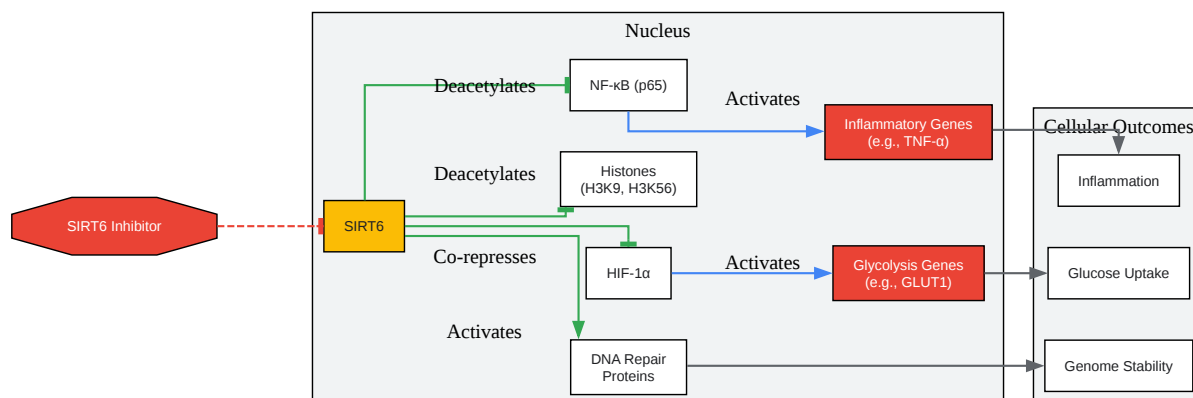 Nucleus
Deacetylates
NF-κB (p65)
Activates
Inflammatory Genes
(e.g., TNF-α)
Cellular Outcomes
Deacetylates
Histones
(H3K9, H3K56)
Inflammation
SIRT6 Inhibitor
SIRT6
Co-represses
HIF-1α
Activates
Glycolysis Genes
(e.g., GLUT1)
Glucose Uptake
Activates
DNA Repair
Proteins
Genome Stability